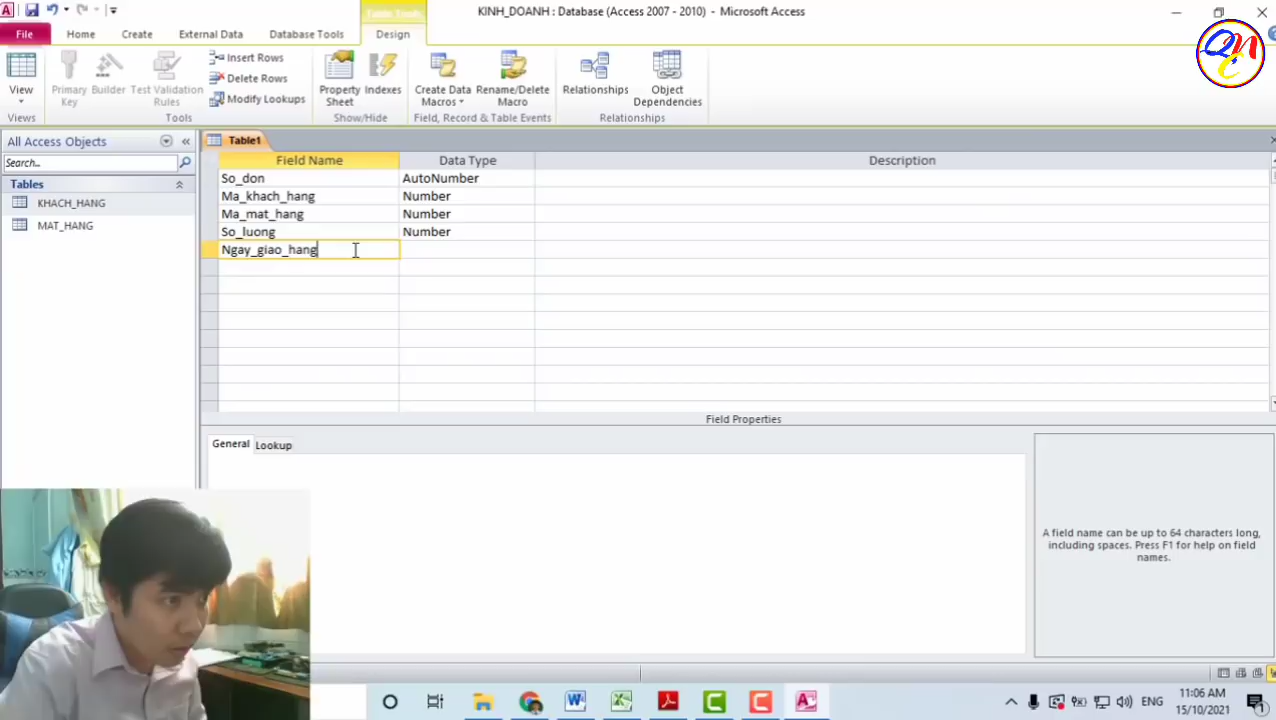 KINH_DOANH : Database (Access 2007 - 2010) - Microsoft Access
Table Tools
File Home Create External Data Database Tools Design
View
Primary Key
Builder
Test Validation Rules
Insert Rows
Delete Rows
Modify Lookups
Property Sheet
Indexes
Create Data Macros
Rename/Delete Macro
Relationships
Object Dependencies
Views Tools Show/Hide Field, Record & Table Events Relationships
All Access Objects
Search...
Tables
KHACH_HANG
MAT_HANG
Table1
Field Name Data Type Description
So_don AutoNumber
Ma_khach_hang Number
Ma_mat_hang Number
So_luong Number
Ngay_giao_hang
Field Properties
General Lookup
A field name can be up to 64 characters long, including spaces. Press F1 for help on field names.
ENG
11:06 AM
15/10/2021